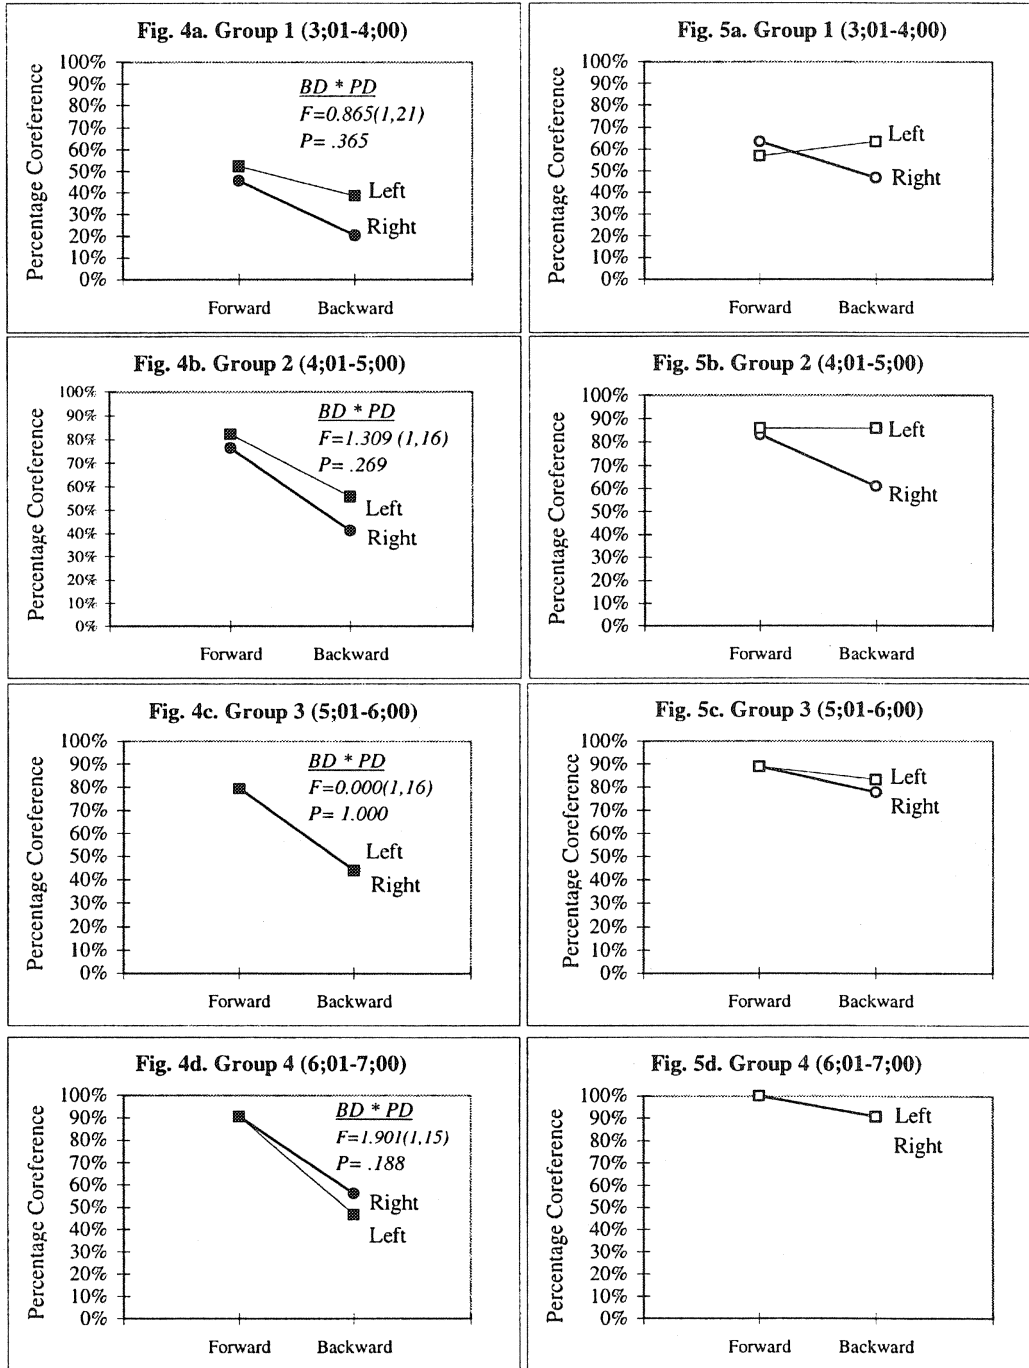 Fig. 4a. Group 1 (3;01-4;00)
Percentage Coreference
100%
90%
80%
70%
60%
50%
40%
30%
20%
10%
0%
BD * PD
F=0.865(1,21)
P= .365
Left
Right
Forward Backward
Fig. 5a. Group 1 (3;01-4;00)
Percentage Coreference
100%
90%
80%
70%
60%
50%
40%
30%
20%
10%
0%
Left
Right
Forward Backward
Fig. 4b. Group 2 (4;01-5;00)
Percentage Coreference
100%
90%
80%
70%
60%
50%
40%
30%
20%
10%
0%
BD * PD
F=1.309 (1,16)
P= .269
Left
Right
Forward Backward
Fig. 5b. Group 2 (4;01-5;00)
Percentage Coreference
100%
90%
80%
70%
60%
50%
40%
30%
20%
10%
0%
Left
Right
Forward Backward
Fig. 4c. Group 3 (5;01-6;00)
Percentage Coreference
100%
90%
80%
70%
60%
50%
40%
30%
20%
10%
0%
BD * PD
F=0.000(1,16)
P= 1.000
Left
Right
Forward Backward
Fig. 5c. Group 3 (5;01-6;00)
Percentage Coreference
100%
90%
80%
70%
60%
50%
40%
30%
20%
10%
0%
Left
Right
Forward Backward
Fig. 4d. Group 4 (6;01-7;00)
Percentage Coreference
100%
90%
80%
70%
60%
50%
40%
30%
20%
10%
0%
BD * PD
F=1.901(1,15)
P= .188
Right
Left
Forward Backward
Fig. 5d. Group 4 (6;01-7;00)
Percentage Coreference
100%
90%
80%
70%
60%
50%
40%
30%
20%
10%
0%
Left
Right
Forward Backward